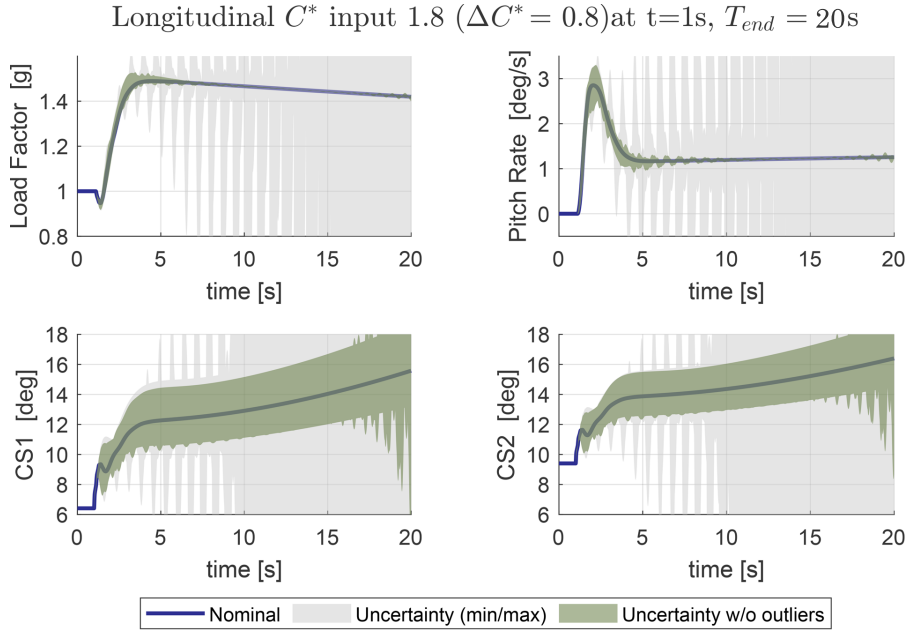 Longitudinal C* input 1.8 (ΔC* = 0.8)at t=1s, T_end = 20s
Load Factor [g]
1.4
1.2
1
0.8
0 5 10 15 20
time [s]
Pitch Rate [deg/s]
3
2
1
0
0 5 10 15 20
time [s]
CS1 [deg]
18
16
14
12
10
8
6
0 5 10 15 20
time [s]
CS2 [deg]
18
16
14
12
10
8
6
0 5 10 15 20
time [s]
Nominal Uncertainty (min/max) Uncertainty w/o outliers